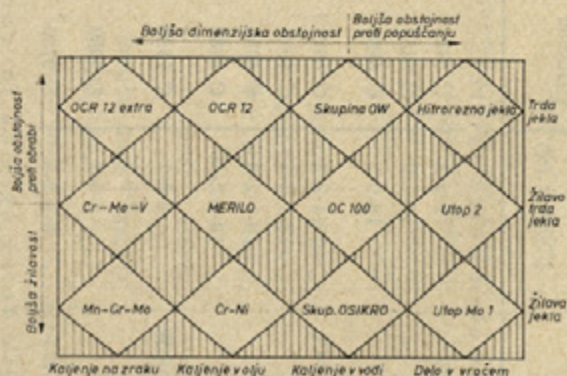 Boljša dimenzijska obstojnost
Boljša obstojnost
proti popuščanju
Boljša obstojnost
proti obrabi
Boljša žilavost
OCR 12 extra
OCR 12
Skupina OW
Hitrorezna jekla
Trda
jekla
Cr-Mo-V
MERILO
OC 100
Utop 2
Žilavo
trda
jekla
Mn-Cr-Mo
Cr-Ni
Skup. OSIKRO
Utop Mo 1
Žilava
jekla
Kaljenje na zraku
Kaljenje v olju
Kaljenje v vodi
Delo v vročem